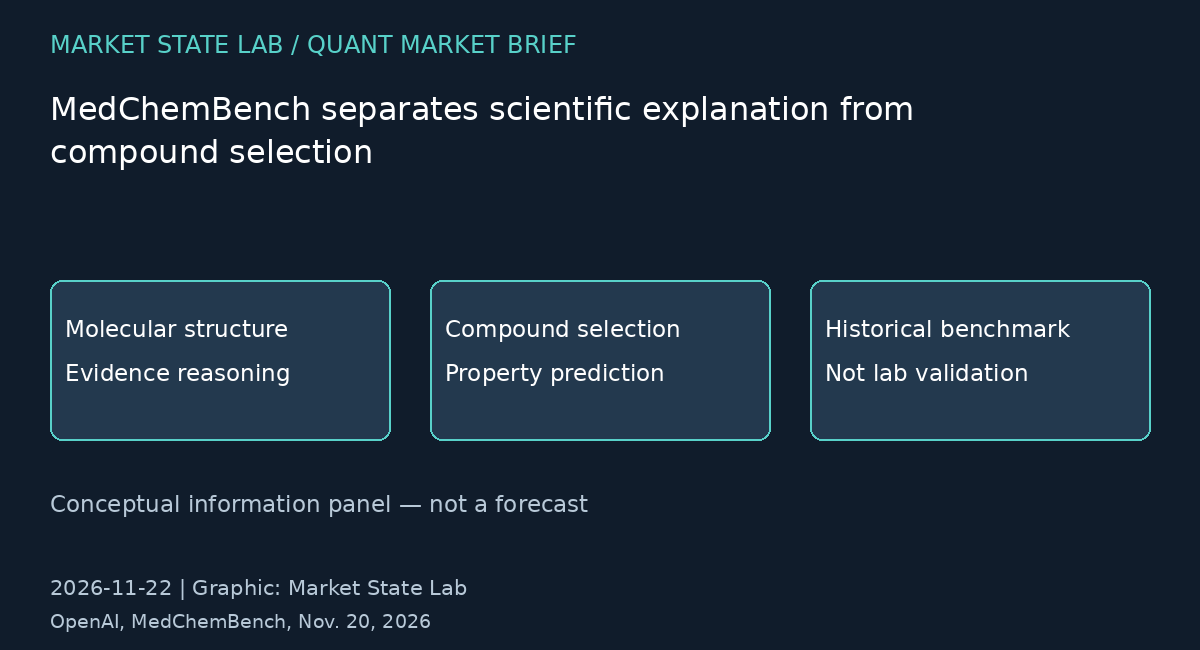 MARKET STATE LAB / QUANT MARKET BRIEF
MedChemBench separates scientific explanation from
compound selection
Molecular structure
Evidence reasoning
Compound selection
Property prediction
Historical benchmark
Not lab validation
Conceptual information panel — not a forecast
2026-11-22 | Graphic: Market State Lab
OpenAI, MedChemBench, Nov. 20, 2026